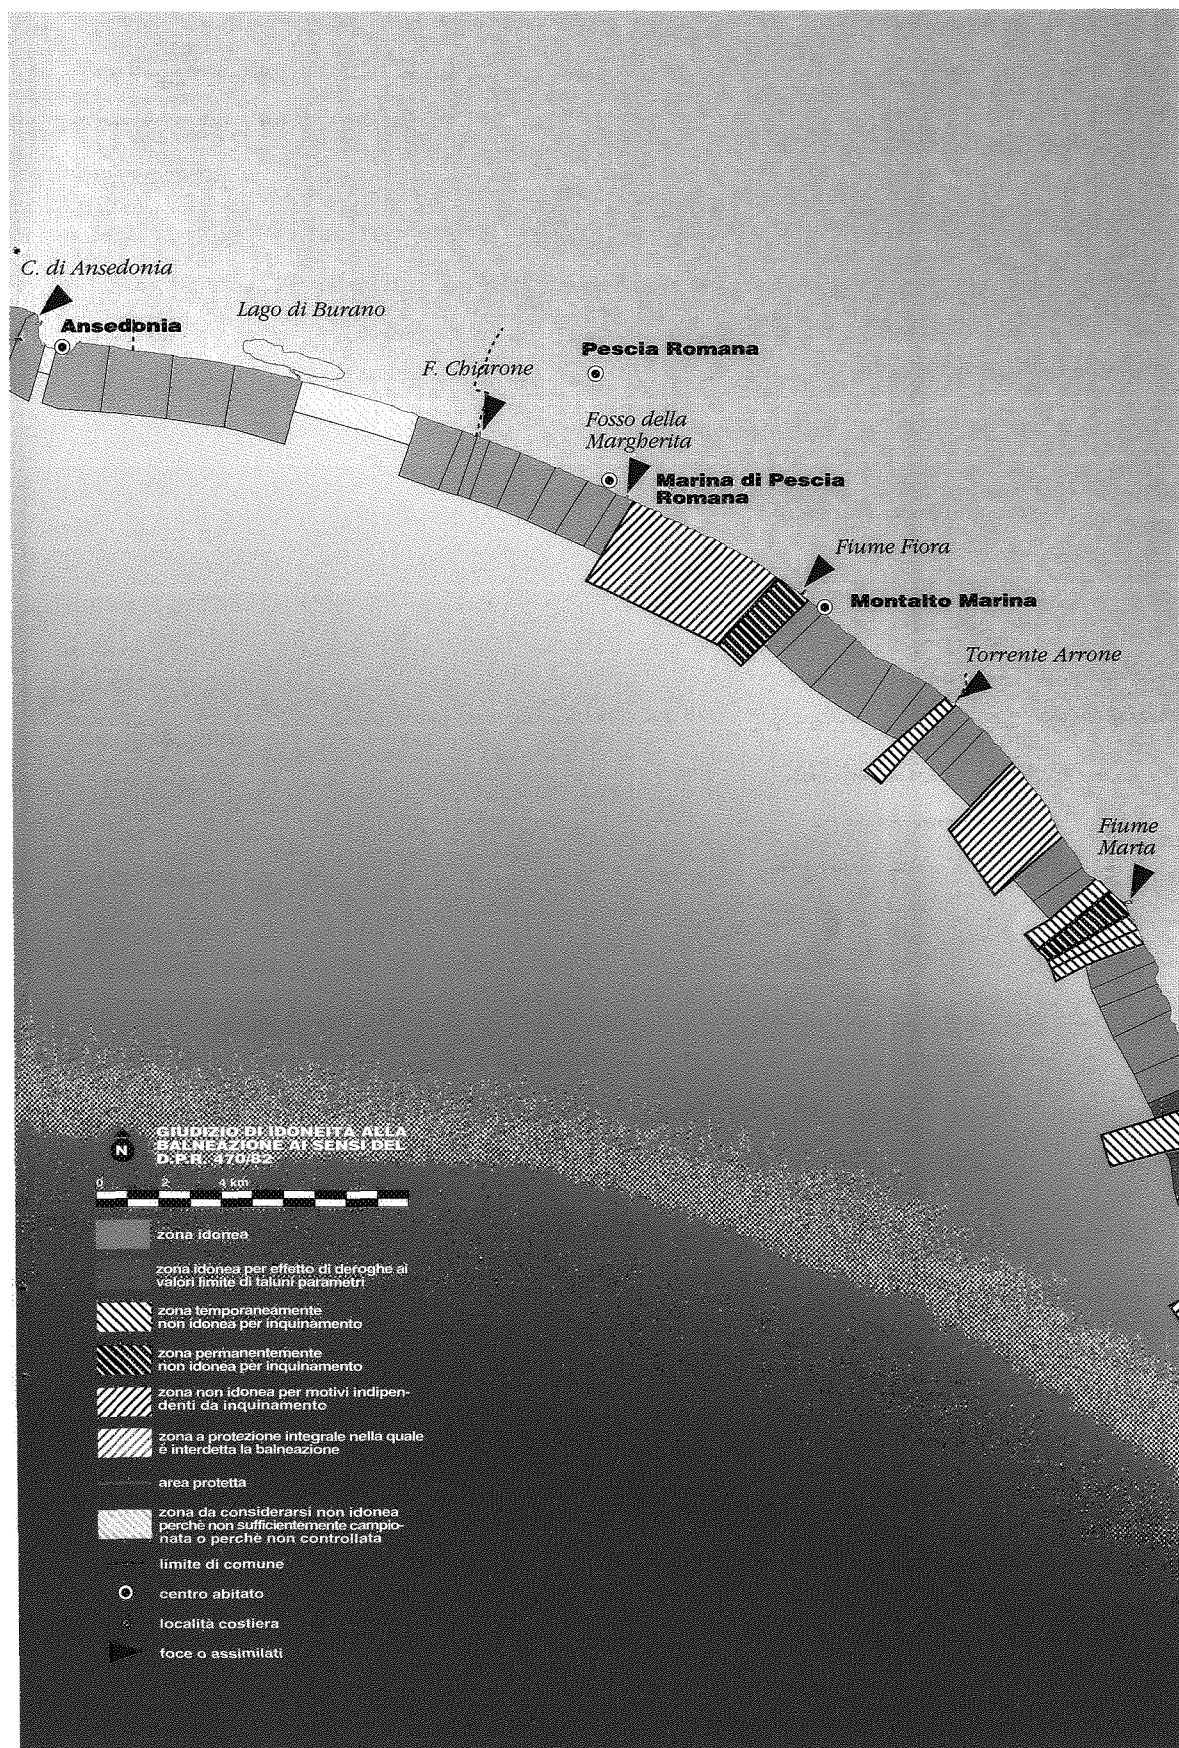 C. di Ansedonia
Ansedonia
Lago di Burano
F. Chiarone
Pescia Romana
Fosso della
Margherita
Marina di Pescia
Romana
Fiume Fiora
Montalto Marina
Torrente Arrone
Fiume
Marta
N
GIUDIZIO DI IDONEITÀ ALLA
BALNEAZIONE AI SENSI DEL
D.P.R. 470/82
0 2 4 km
zona idonea
zona idonea per effetto di deroghe ai
valori limite di taluni parametri
zona temporaneamente
non idonea per inquinamento
zona permanentemente
non idonea per inquinamento
zona non idonea per motivi indipen-
denti da inquinamento
zona a protezione integrale nella quale
é interdetta la balneazione
area protetta
zona da considerarsi non idonea
perchè non sufficientemente campio-
nata o perchè non controllata
limite di comune
centro abitato
località costiera
foce o assimilati